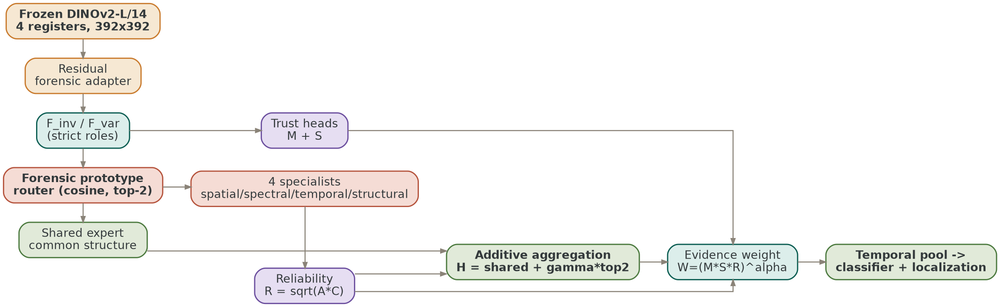 Frozen DINOv2-L/14
4 registers, 392x392
Residual
forensic adapter
F_inv / F_var
(strict roles)
Trust heads
M + S
Forensic prototype
router (cosine, top-2)
4 specialists
spatial/spectral/temporal/structural
Shared expert
common structure
Reliability
R = sqrt(A*C)
Additive aggregation
H = shared + gamma*top2
Evidence weight
W=(M*S*R)^alpha
Temporal pool ->
classifier + localization